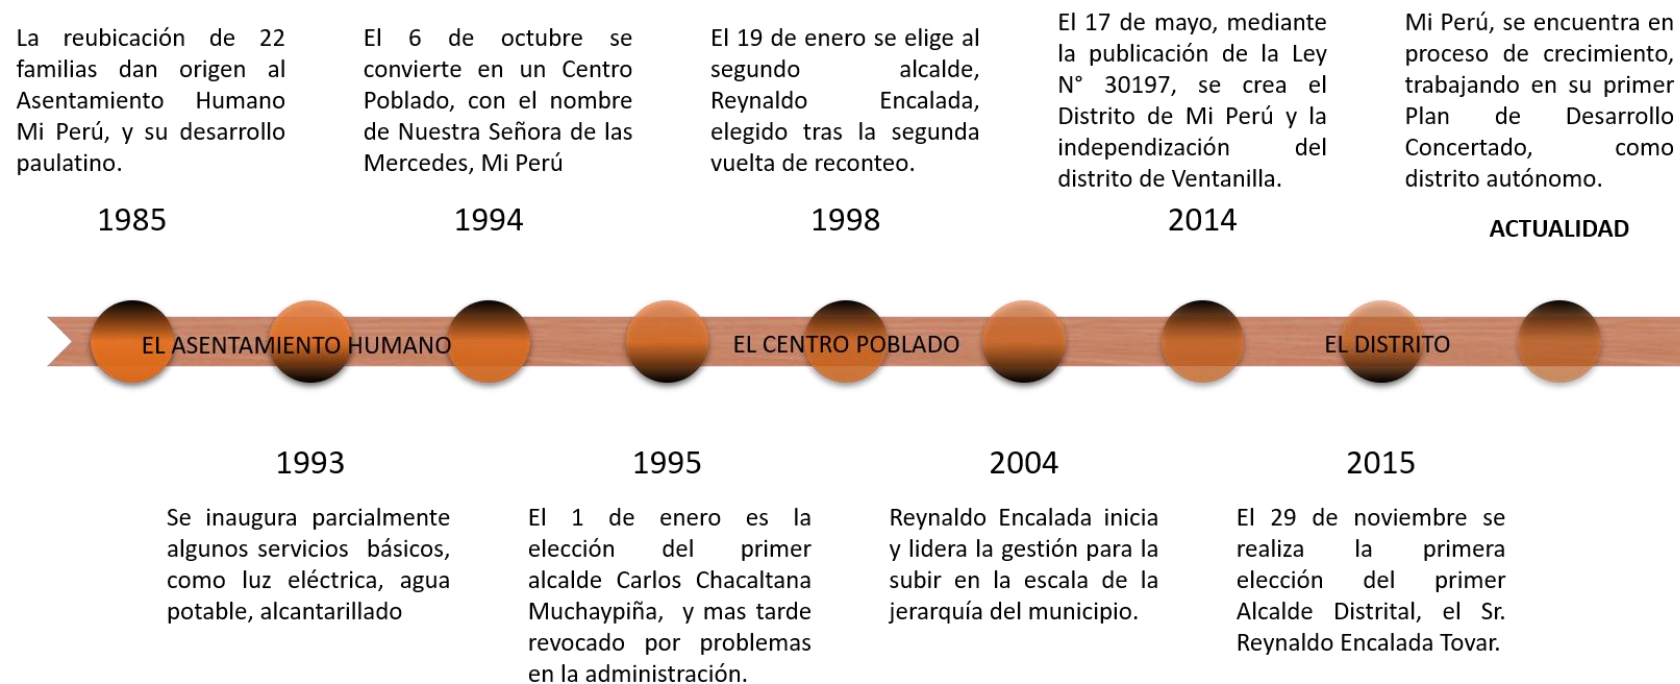 La reubicación de 22
familias dan origen al
Asentamiento Humano
Mi Perú, y su desarrollo
paulatino.
1985
El 6 de octubre se
convierte en un Centro
Poblado, con el nombre
de Nuestra Señora de las
Mercedes, Mi Perú
1994
El 19 de enero se elige al
segundo alcalde,
Reynaldo Encalada,
elegido tras la segunda
vuelta de reconteo.
1998
El 17 de mayo, mediante
la publicación de la Ley
N° 30197, se crea el
Distrito de Mi Perú y la
independización del
distrito de Ventanilla.
2014
Mi Perú, se encuentra en
proceso de crecimiento,
trabajando en su primer
Plan de Desarrollo
Concertado, como
distrito autónomo.
ACTUALIDAD
EL ASENTAMIENTO HUMANO
EL CENTRO POBLADO
EL DISTRITO
1993
Se inaugura parcialmente
algunos servicios básicos,
como luz eléctrica, agua
potable, alcantarillado
1995
El 1 de enero es la
elección del primer
alcalde Carlos Chacaltana
Muchaypiña, y mas tarde
revocado por problemas
en la administración.
2004
Reynaldo Encalada inicia
y lidera la gestión para la
subir en la escala de la
jerarquía del municipio.
2015
El 29 de noviembre se
realiza la primera
elección del primer
Alcalde Distrital, el Sr.
Reynaldo Encalada Tovar.